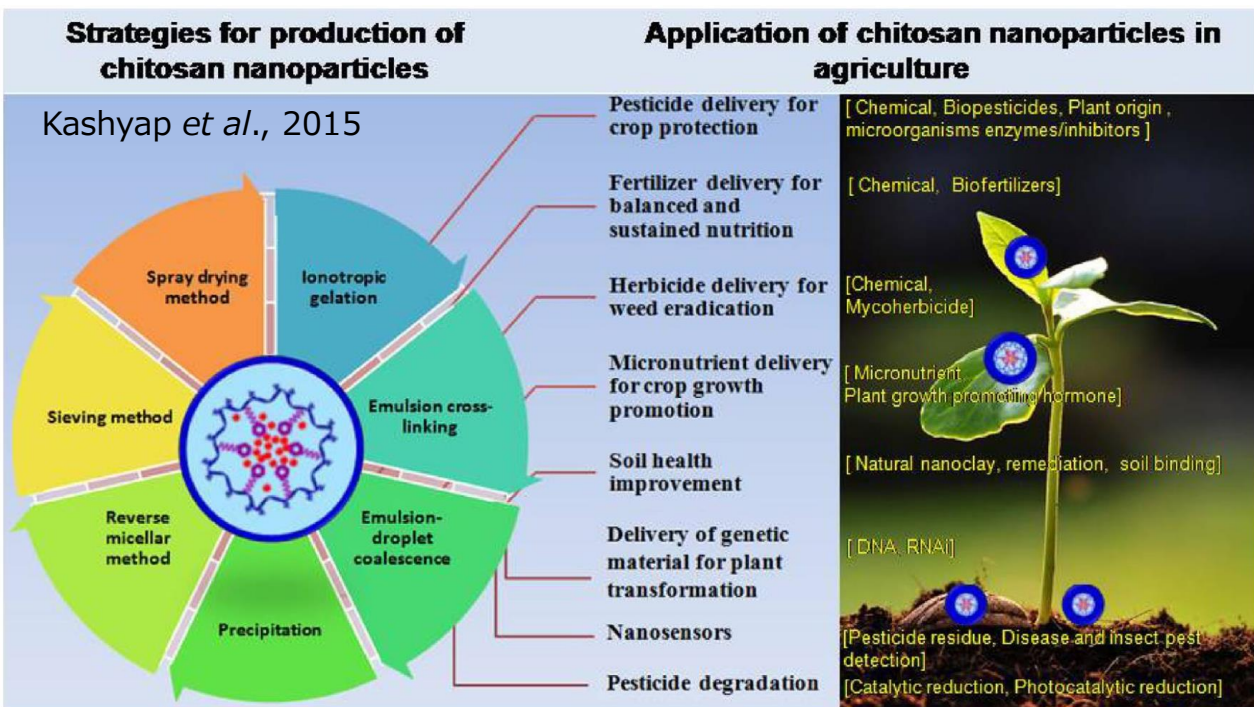 Strategies for production of
chitosan nanoparticles
Application of chitosan nanoparticles in
agriculture
Kashyap et al., 2015
Spray drying
method
Ionotropic
gelation
Sieving method
Emulsion cross-
linking
Reverse
micellar
method
Emulsion-
droplet
coalescence
Precipitation
Pesticide delivery for
crop protection
[ Chemical, Biopesticides, Plant origin ,
microorganisms enzymes/inhibitors ]
Fertilizer delivery for
balanced and
sustained nutrition
[ Chemical, Biofertilizers]
Herbicide delivery for
weed eradication
[Chemical,
Mycoherbicide]
Micronutrient delivery
for crop growth
promotion
[ Micronutrient,
Plant growth promoting hormone]
Soil health
improvement
[ Natural nanoclay, remediation, soil binding]
Delivery of genetic
material for plant
transformation
[ DNA, RNAi]
Nanosensors
[Pesticide residue, Disease and insect pest
detection]
Pesticide degradation
[Catalytic reduction, Photocatalytic reduction]